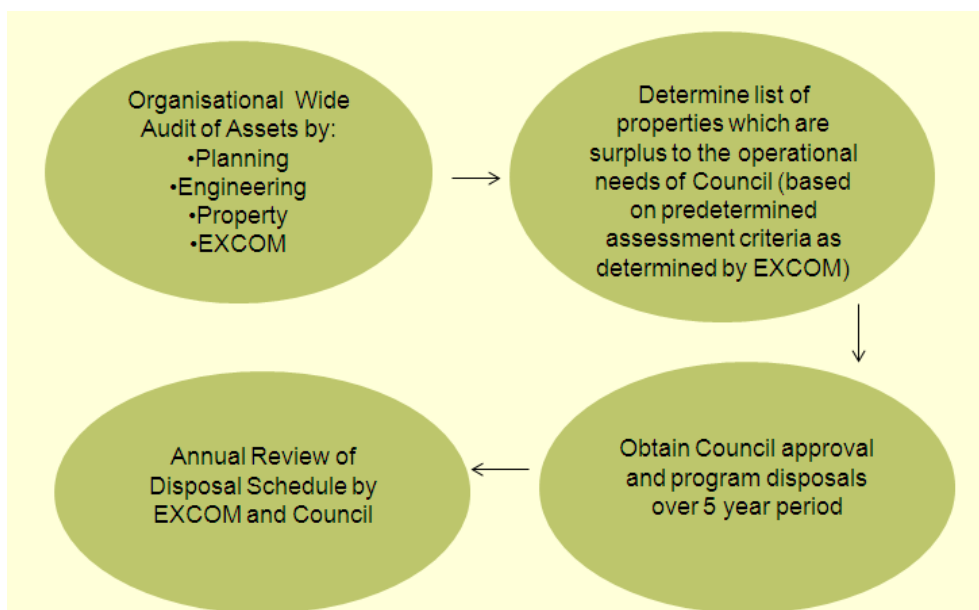 Organisational Wide
Audit of Assets by:
•Planning
•Engineering
•Property
•EXCOM
Determine list of
properties which are
surplus to the operational
needs of Council (based
on predetermined
assessment criteria as
determined by EXCOM)
Obtain Council approval
and program disposals
over 5 year period
Annual Review of
Disposal Schedule by
EXCOM and Council